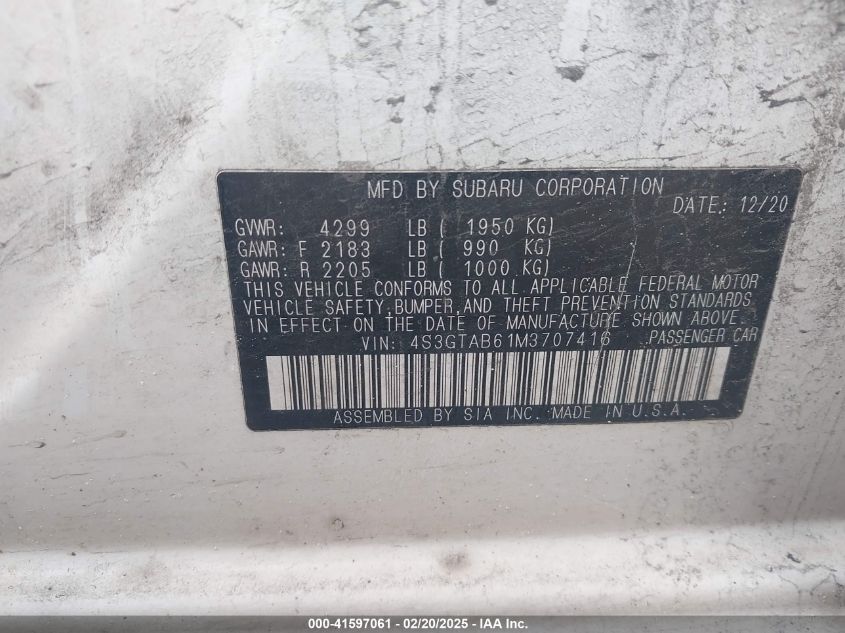 MFD BY SUBARU CORPORATION
DATE: 12/20
GVWR: 4299 LB ( 1950 KG)
GAWR: F 2183 LB ( 990 KG)
GAWR: R 2205 LB ( 1000 KG)
THIS VEHICLE CONFORMS TO ALL APPLICABLE FEDERAL MOTOR
VEHICLE SAFETY, BUMPER, AND THEFT PREVENTION STANDARDS
IN EFFECT ON THE DATE OF MANUFACTURE SHOWN ABOVE.
VIN: 4S3GTAB61M3707416 PASSENGER CAR
ASSEMBLED BY SIA INC. MADE IN U.S.A.
000-41597061 - 02/20/2025 - IAA Inc.